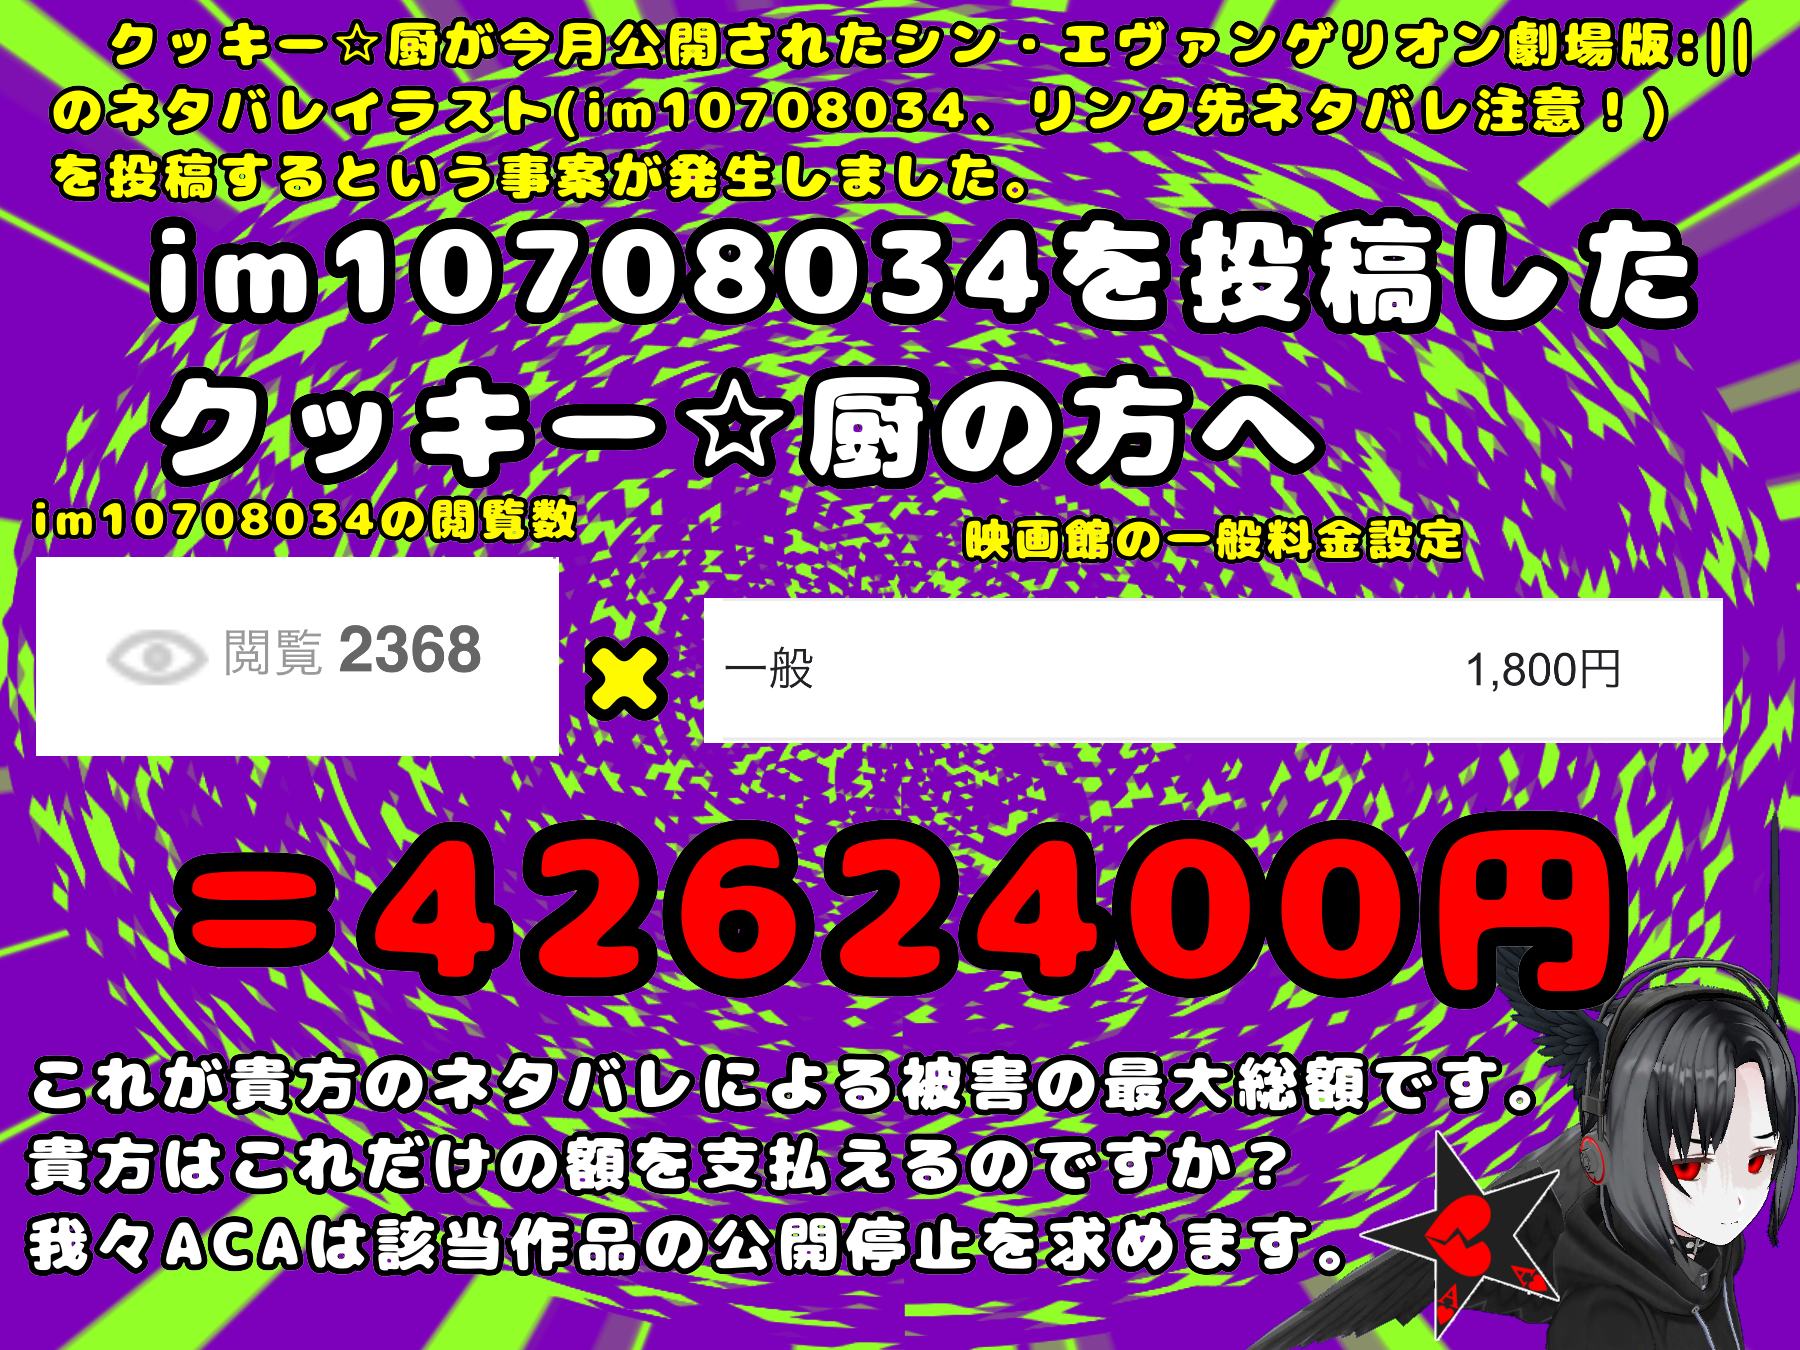 クッキー☆厨が今月公開されたシン・エヴァンゲリオン劇場版:||
のネタバレイラスト(im10708034、リンク先ネタバレ注意！)
を投稿するという事案が発生しました。
im10708034を投稿した
クッキー☆厨の方へ
im10708034の閲覧数
映画館の一般料金設定
閲覧 2368
×
一般 1,800円
=4262400円
これが貴方のネタバレによる被害の最大総額です。
貴方はこれだけの額を支払えるのですか？
我々ACAは該当作品の公開停止を求めます。
A
A